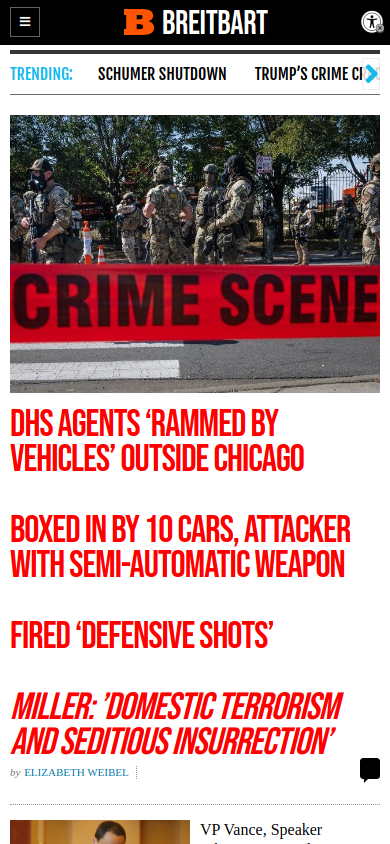 BREITBART
TRENDING: SCHUMER SHUTDOWN TRUMP'S CRIME
CRIME SCENE
DHS AGENTS ‘RAMMED BY
VEHICLES’ OUTSIDE CHICAGO
BOXED IN BY 10 CARS, ATTACKER
WITH SEMI-AUTOMATIC WEAPON
FIRED ‘DEFENSIVE SHOTS’
MILLER: ’DOMESTIC TERRORISM
AND SEDITIOUS INSURRECTION’
by ELIZABETH WEIBEL
VP Vance, Speaker